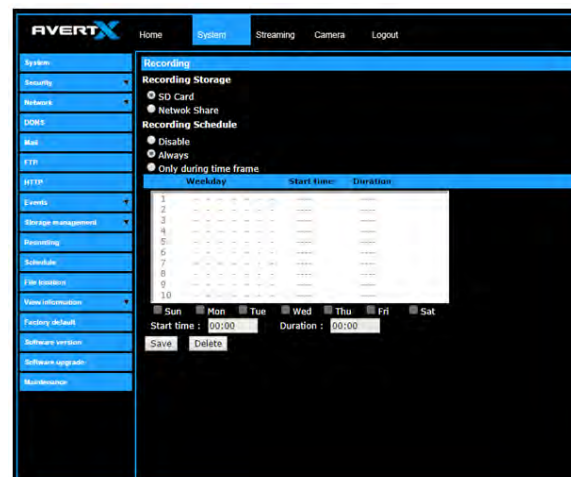 AVERTX
Home System Streaming Camera Logout
System
Security
Network
DDNS
Mail
FTP
HTTP
Events
Storage management
Recording
Schedule
File location
View information
Factory default
Software version
Software upgrade
Maintenance
Recording
Recording Storage
SD Card
Netwok Share
Recording Schedule
Disable
Always
Only during time frame
Weekday Start time Duration
1 - - - - - - - ---- ----
2 - - - - - - - ---- ----
3 - - - - - - - ---- ----
4 - - - - - - - ---- ----
5 - - - - - - - ---- ----
6 - - - - - - - ---- ----
7 - - - - - - - ---- ----
8 - - - - - - - ---- ----
9 - - - - - - - ---- ----
10 - - - - - - - ---- ----
Sun Mon Tue Wed Thu Fri Sat
Start time : 00:00 Duration : 00:00
Save Delete